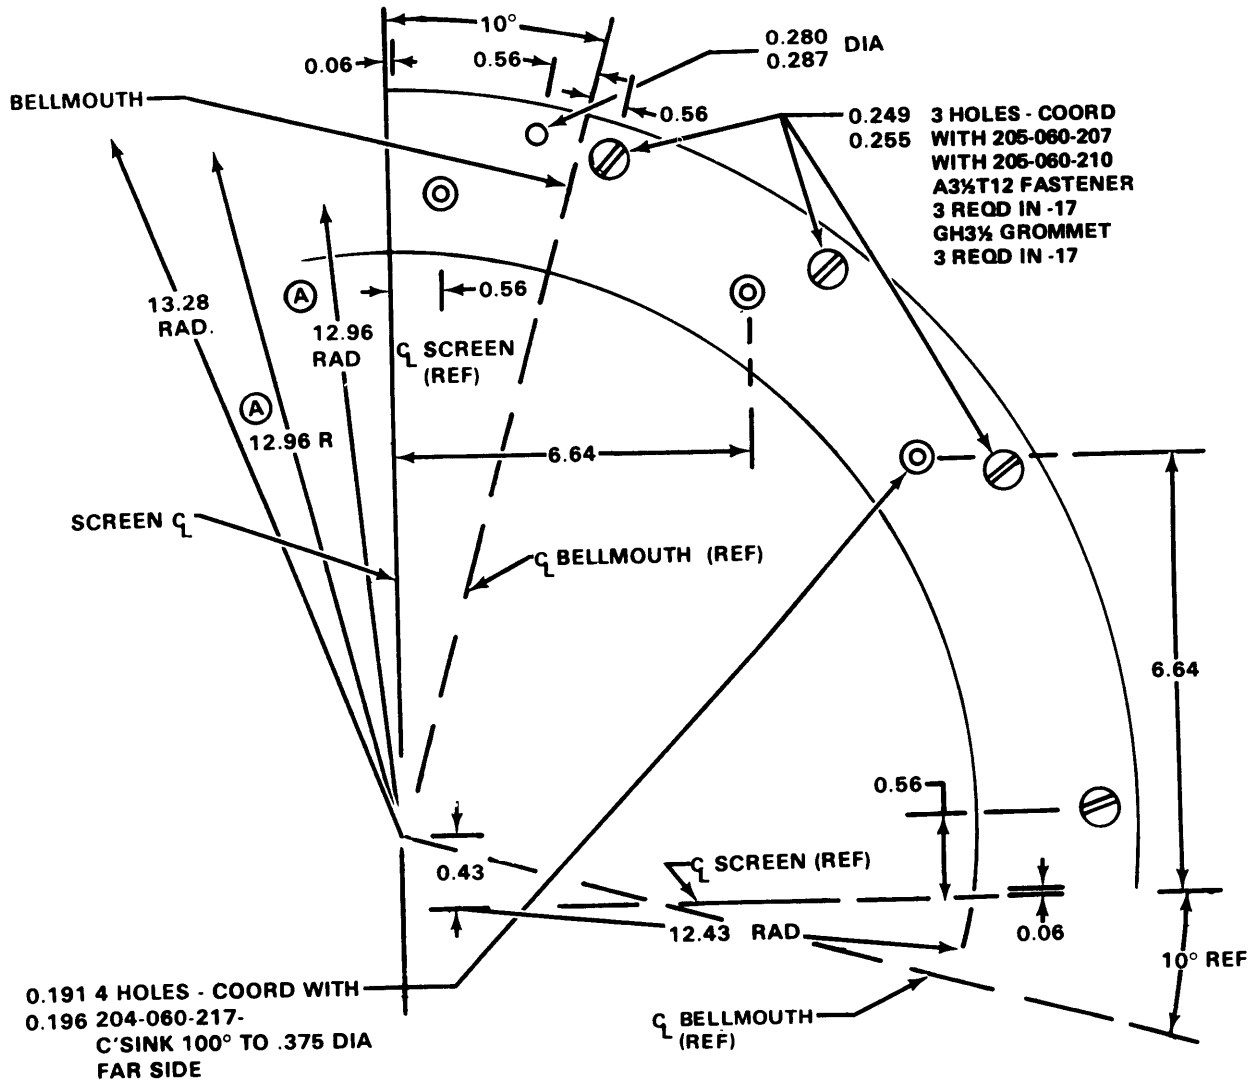 10°
0.06
0.56
0.280 DIA
0.287
BELLMOUTH
0.56
0.249 3 HOLES - COORD
0.255 WITH 205-060-207
WITH 205-060-210
A3½T12 FASTENER
3 REQD IN -17
GH3½ GROMMET
3 REQD IN -17
A
0.56
13.28
RAD.
12.96
RAD
℄ SCREEN
(REF)
A
12.96 R
6.64
SCREEN ℄
℄ BELLMOUTH (REF)
6.64
0.56
0.43
℄ SCREEN (REF)
12.43 RAD
0.06
10° REF
0.191 4 HOLES - COORD WITH
0.196 204-060-217-
C'SINK 100° TO .375 DIA
FAR SIDE
℄ BELLMOUTH
(REF)